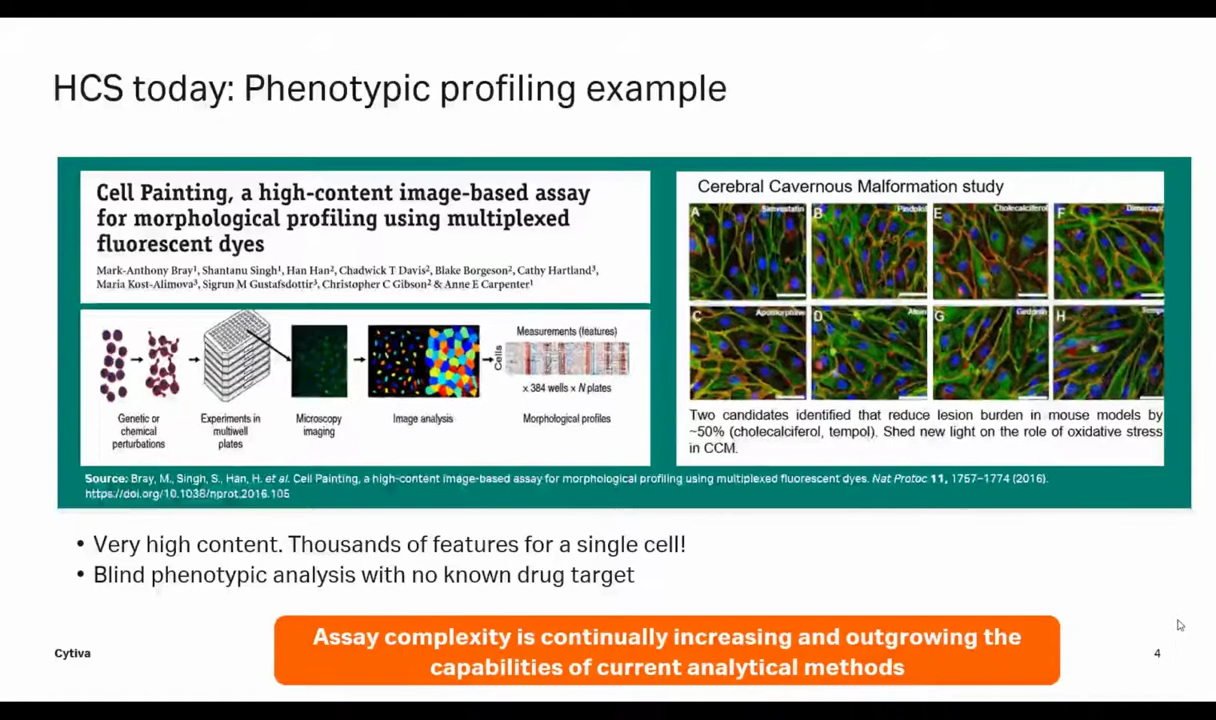 HCS today: Phenotypic profiling example
Cell Painting, a high-content image-based assay
for morphological profiling using multiplexed
fluorescent dyes
Mark-Anthony Bray¹, Shantanu Singh¹, Han Han², Chadwick T Davis², Blake Borgeson², Cathy Hartland³,
Maria Kost-Alimova³, Sigrun M Gustafsdottir³, Christopher C Gibson² & Anne E Carpenter¹
Genetic or
chemical
perturbations
Experiments in
multiwell
plates
Microscopy
imaging
Image analysis
Measurements (features)
Cells
x 384 wells x N plates
Morphological profiles
Cerebral Cavernous Malformation study
A Simvastatin
B Pindolol
E Cholecalciferol
F
C Apomorphine
D
G
H
Two candidates identified that reduce lesion burden in mouse models by
~50% (cholecalciferol, tempol). Shed new light on the role of oxidative stress
in CCM.
Source: Bray, M., Singh, S., Han, H. et al. Cell Painting, a high-content image-based assay for morphological profiling using multiplexed fluorescent dyes. Nat Protoc 11, 1757–1774 (2016).
https://doi.org/10.1038/nprot.2016.105
• Very high content. Thousands of features for a single cell!
• Blind phenotypic analysis with no known drug target
Assay complexity is continually increasing and outgrowing the
capabilities of current analytical methods
Cytiva
4